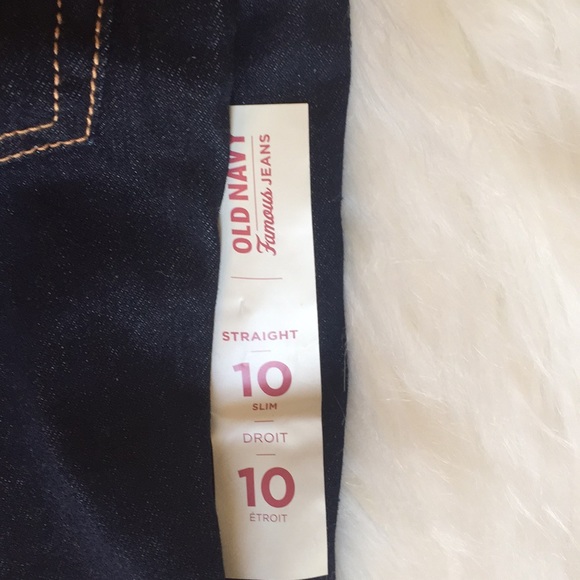 OLD NAVY
Famous JEANS
STRAIGHT
10
SLIM
DROIT
10
ÉTROIT